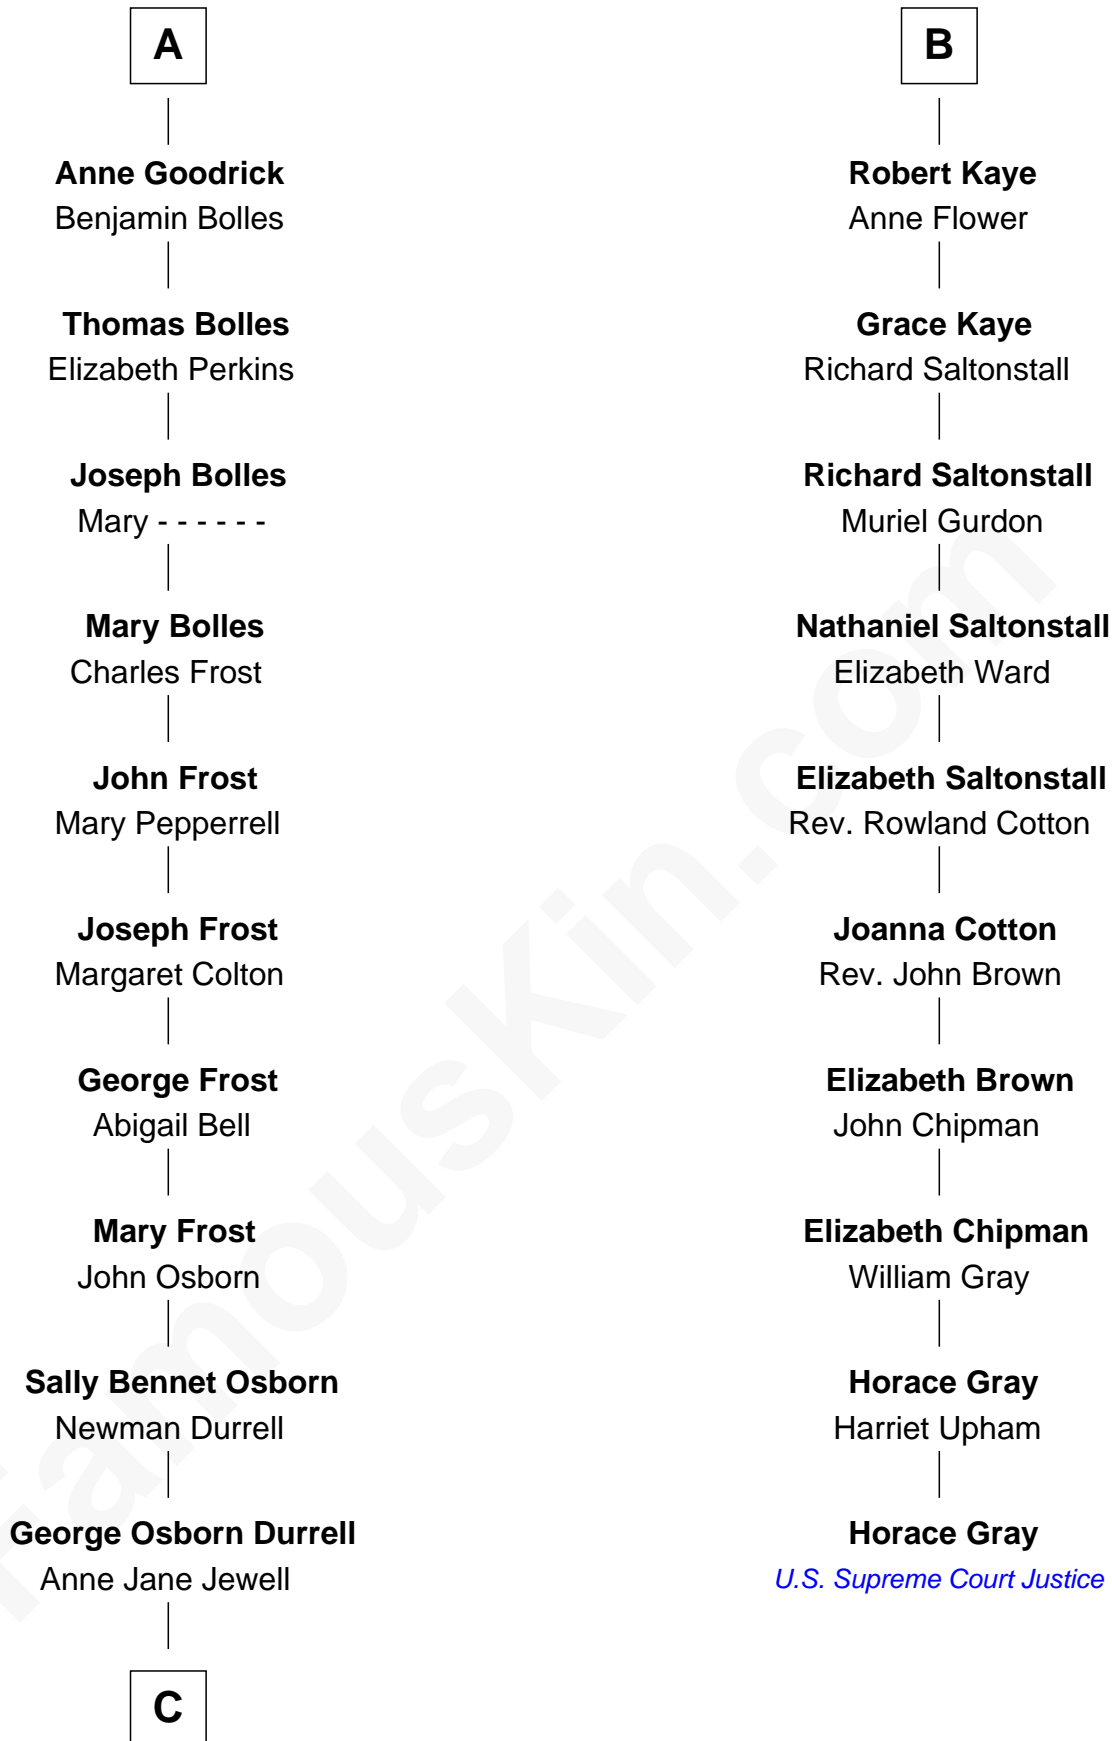 A
Anne Goodrick
Benjamin Bolles
Thomas Bolles
Elizabeth Perkins
Joseph Bolles
Mary - - - - - -
Mary Bolles
Charles Frost
John Frost
Mary Pepperrell
Joseph Frost
Margaret Colton
George Frost
Abigail Bell
Mary Frost
John Osborn
Sally Bennet Osborn
Newman Durrell
George Osborn Durrell
Anne Jane Jewell
C
B
Robert Kaye
Anne Flower
Grace Kaye
Richard Saltonstall
Richard Saltonstall
Muriel Gurdon
Nathaniel Saltonstall
Elizabeth Ward
Elizabeth Saltonstall
Rev. Rowland Cotton
Joanna Cotton
Rev. John Brown
Elizabeth Brown
John Chipman
Elizabeth Chipman
William Gray
Horace Gray
Harriet Upham
Horace Gray
U.S. Supreme Court Justice
FamousKin.com